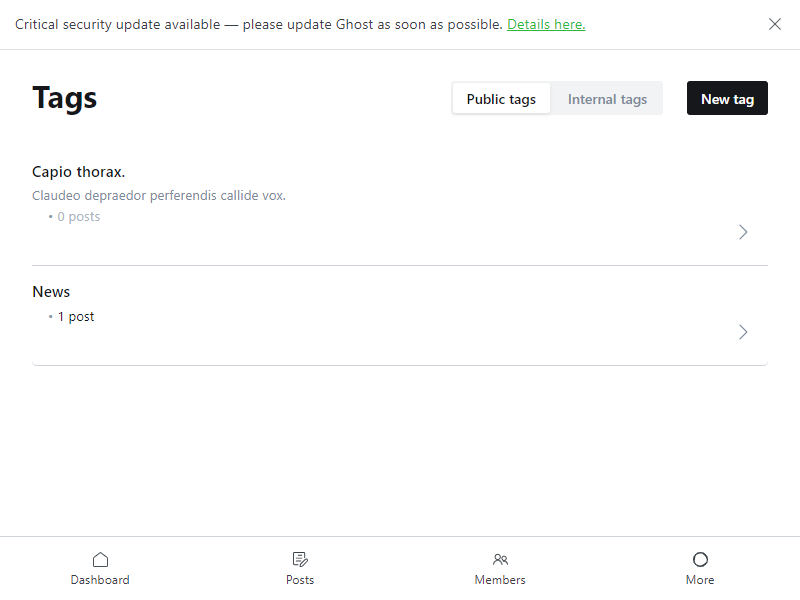 Critical security update available — please update Ghost as soon as possible. Details here.
Tags
Public tags
Internal tags
New tag
Capio thorax.
Claudeo depraedor perferendis callide vox.
• 0 posts
News
• 1 post
Dashboard
Posts
Members
More